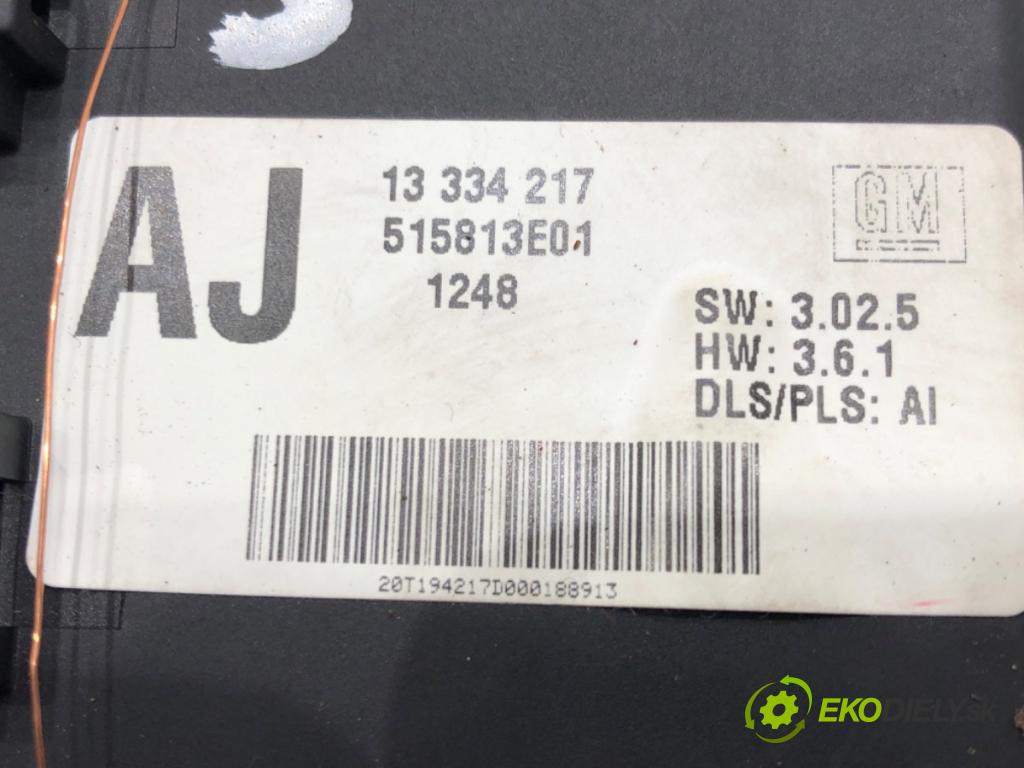 AJ
13 334 217
515813E01
1248
GM
SW: 3.02.5
HW: 3.6.1
DLS/PLS: AI
20T194217D000188913
EKODIELY.SK